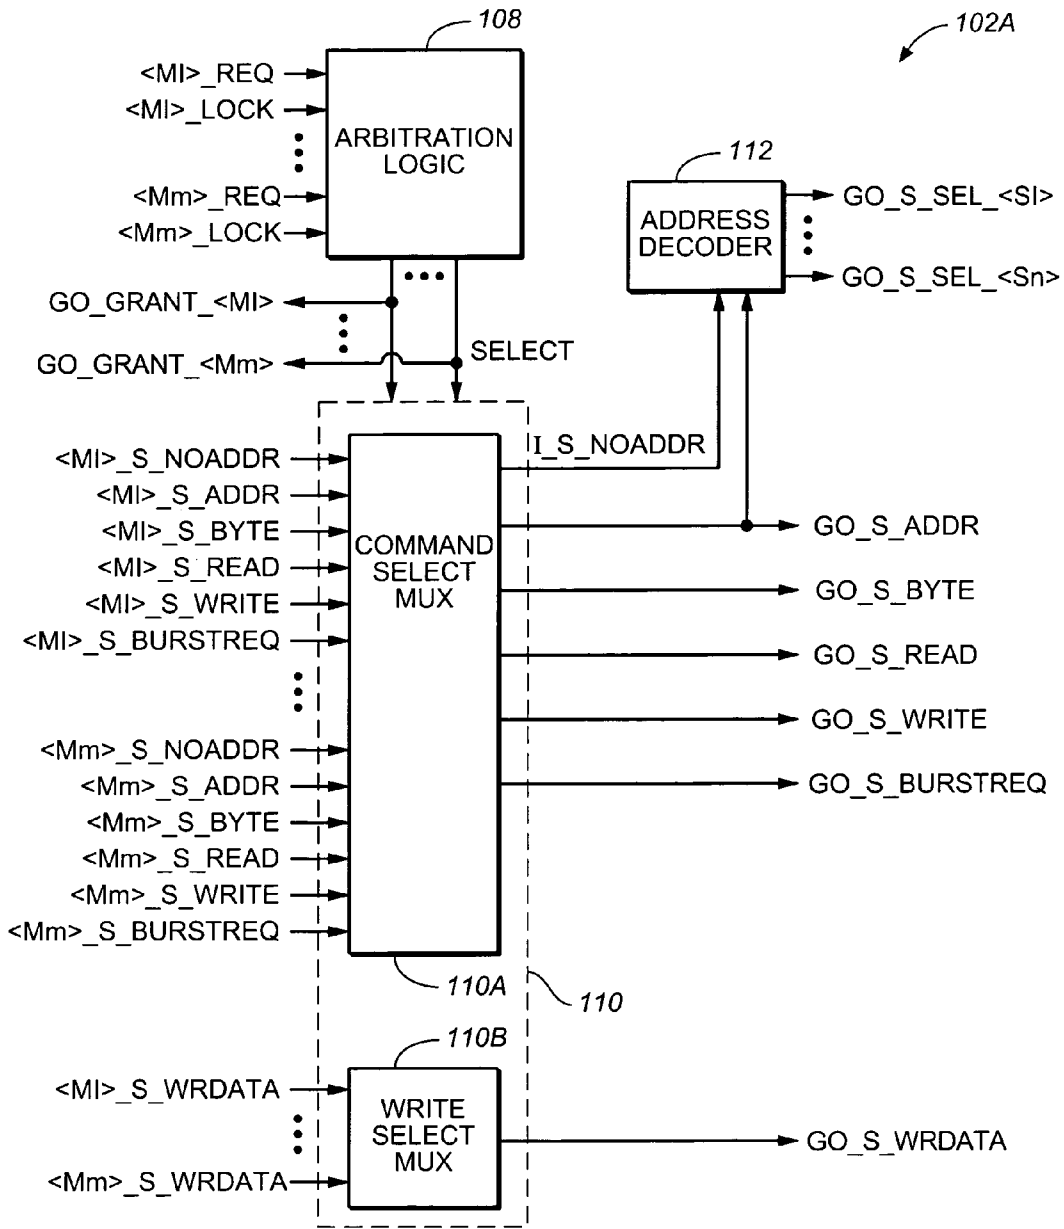 108
102A
<MI>_REQ
<MI>_LOCK
<Mm>_REQ
<Mm>_LOCK
ARBITRATION
LOGIC
112
ADDRESS
DECODER
GO_S_SEL_<SI>
GO_S_SEL_<Sn>
GO_GRANT_<MI>
GO_GRANT_<Mm>
SELECT
<MI>_S_NOADDR
<MI>_S_ADDR
<MI>_S_BYTE
<MI>_S_READ
<MI>_S_WRITE
<MI>_S_BURSTREQ
<Mm>_S_NOADDR
<Mm>_S_ADDR
<Mm>_S_BYTE
<Mm>_S_READ
<Mm>_S_WRITE
<Mm>_S_BURSTREQ
COMMAND
SELECT
MUX
I_S_NOADDR
GO_S_ADDR
GO_S_BYTE
GO_S_READ
GO_S_WRITE
GO_S_BURSTREQ
110A
110
110B
<MI>_S_WRDATA
<Mm>_S_WRDATA
WRITE
SELECT
MUX
GO_S_WRDATA